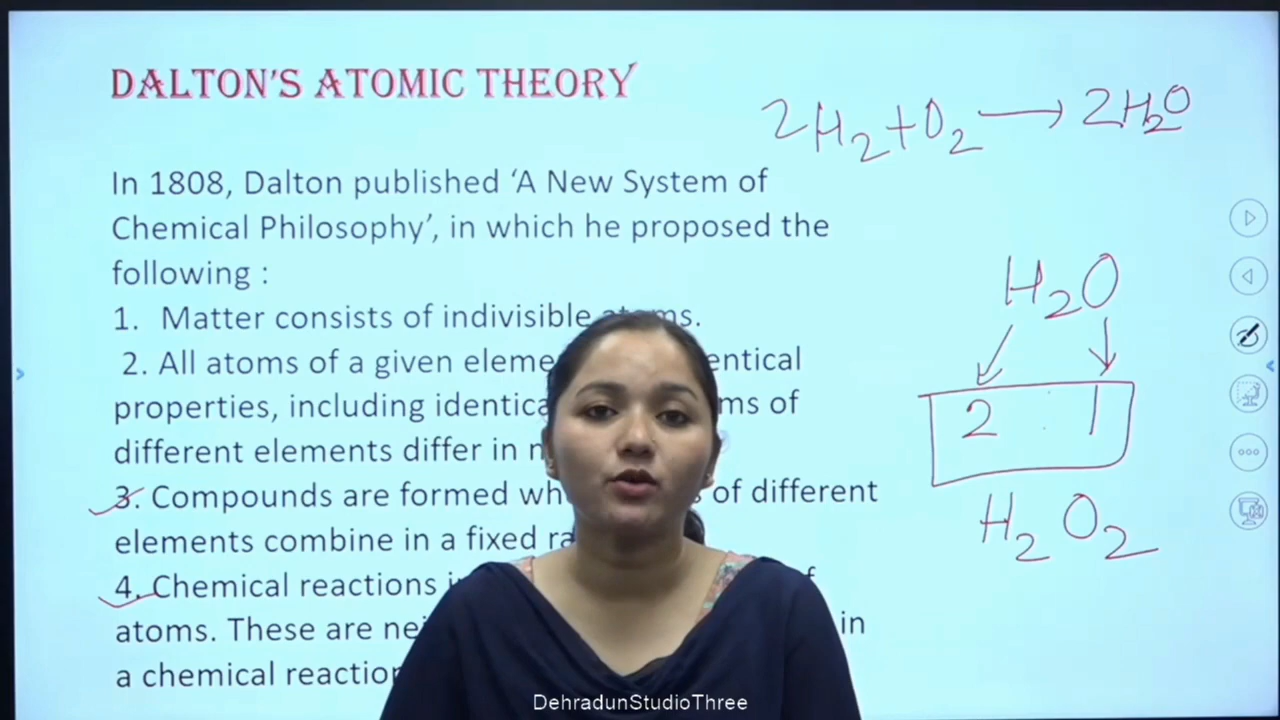 DALTON'S ATOMIC THEORY
2H₂+O₂ → 2H₂O
In 1808, Dalton published 'A New System of
Chemical Philosophy', in which he proposed the
following :
1. Matter consists of indivisible
2. All atoms of a given
properties, including of
different elements differ in
3. Compounds are formed of different
elements combine in a fixed
4. Chemical reactions
atoms. These are in
a chemical
H₂O
2 : 1
H₂O₂
DehradunStudioThree